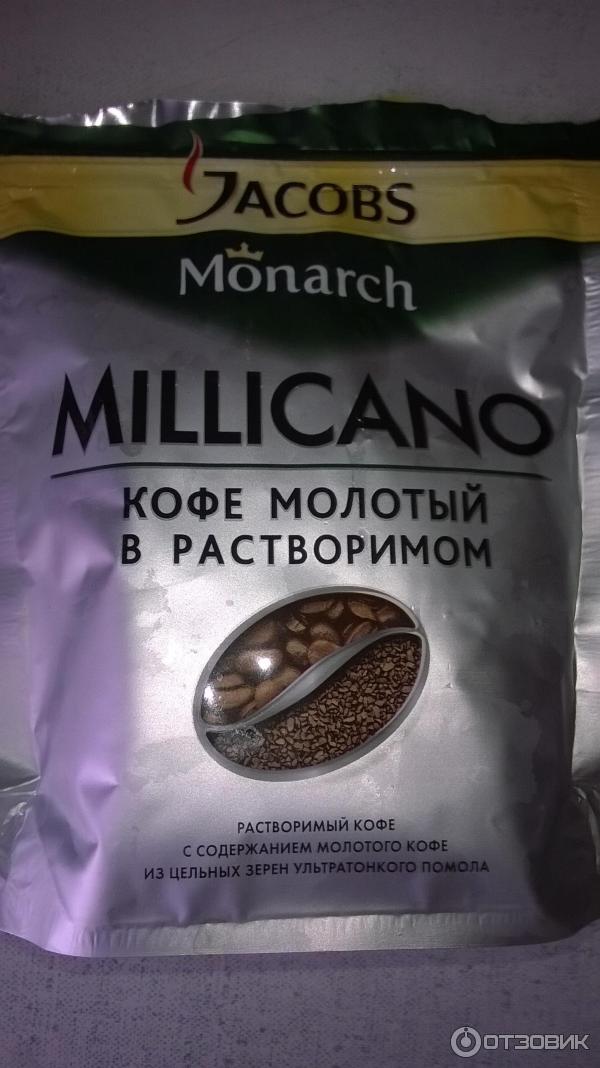 JACOBS
Monarch
MILLICANO
КОФЕ МОЛОТЫЙ
В РАСТВОРИМОМ
РАСТВОРИМЫЙ КОФЕ
С СОДЕРЖАНИЕМ МОЛОТОГО КОФЕ
ИЗ ЦЕЛЬНЫХ ЗЕРЕН УЛЬТРАТОНКОГО ПОМОЛА
ОТЗОВИК